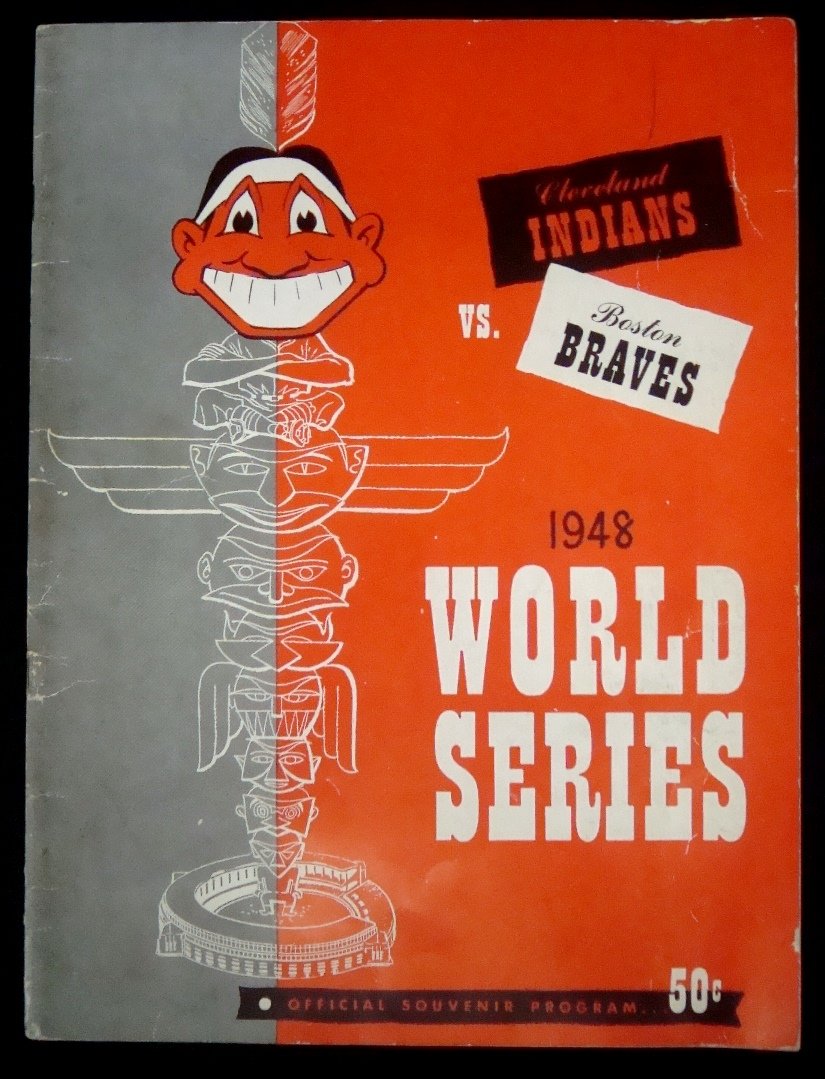 Cleveland
INDIANS
VS.
Boston
BRAVES
1948
WORLD
SERIES
• OFFICIAL SOUVENIR PROGRAM... 50¢